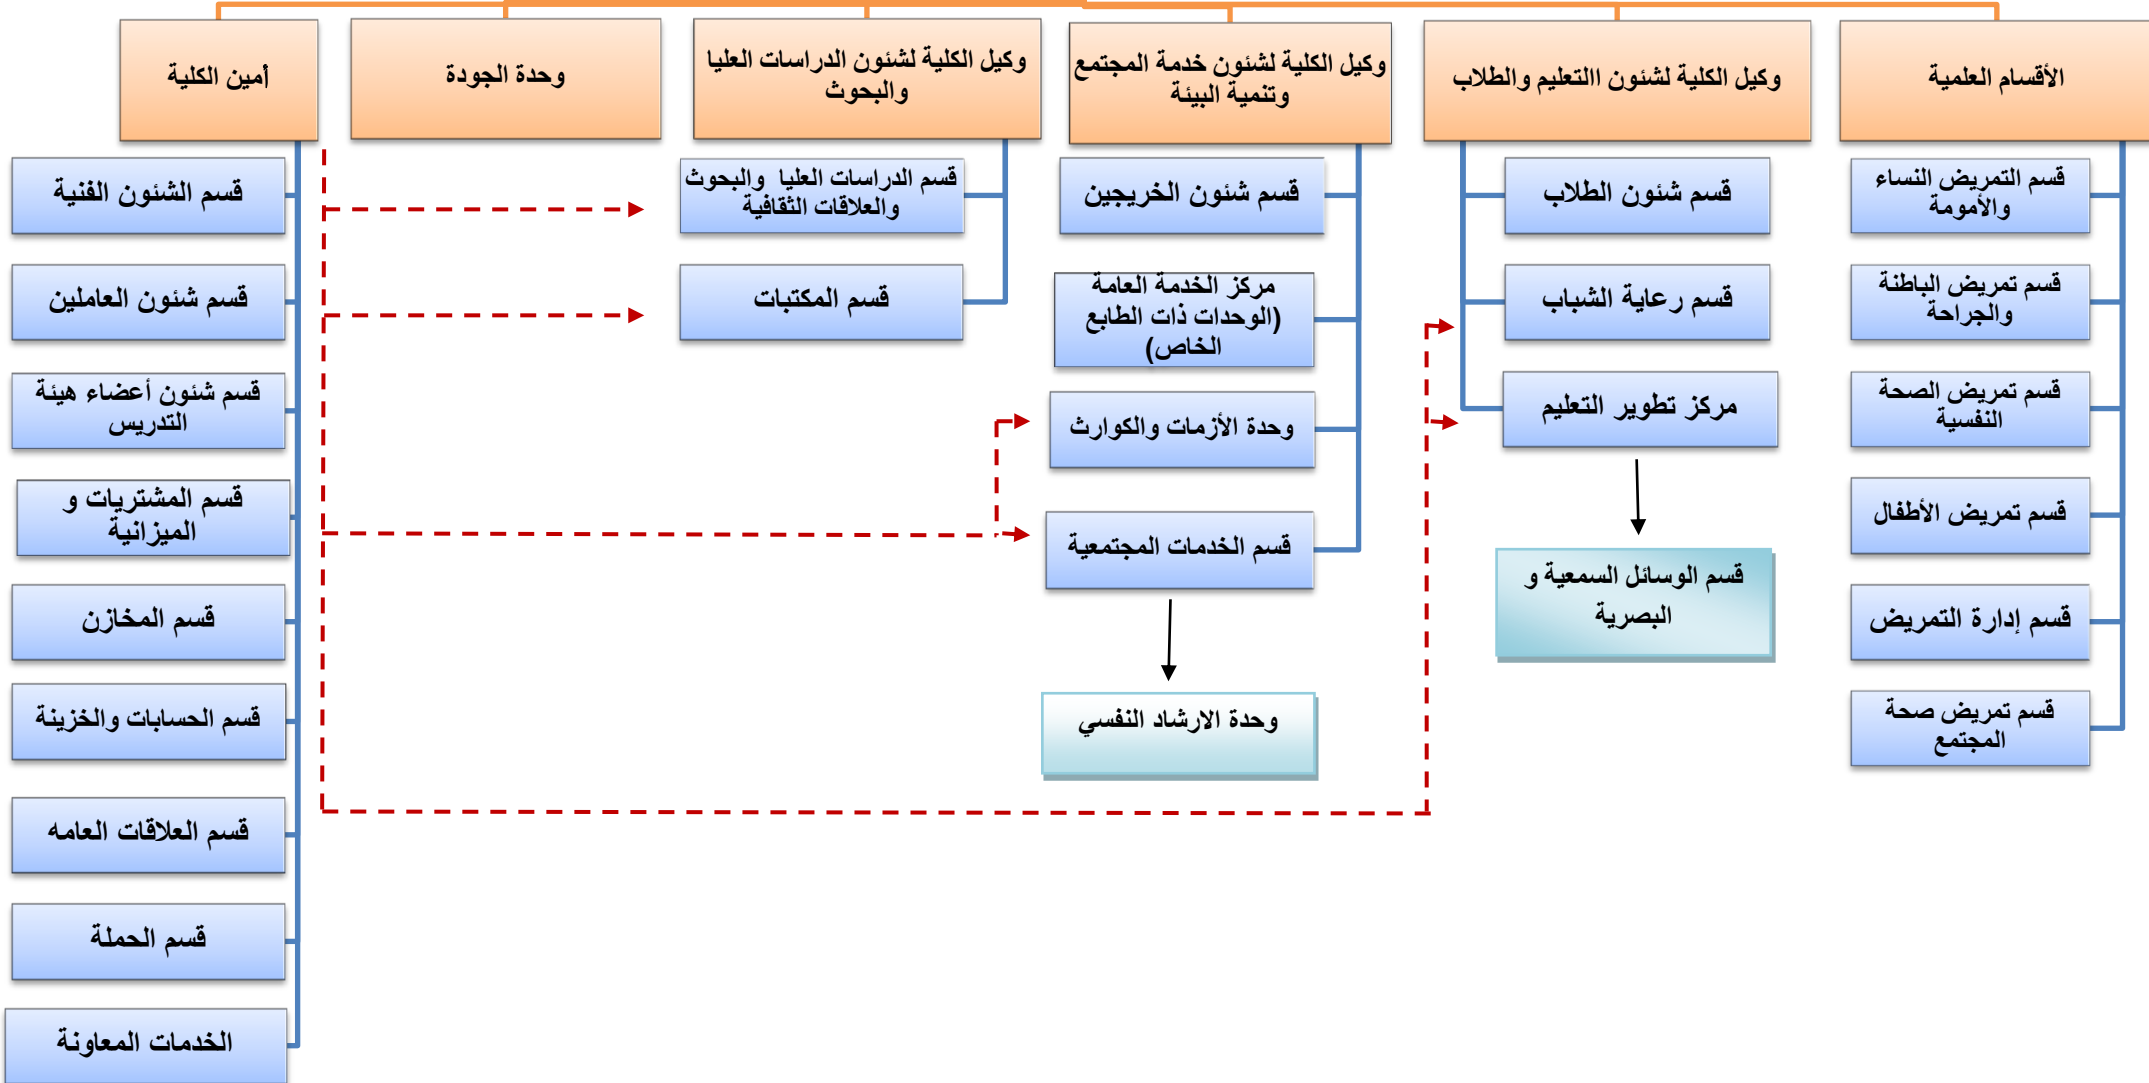 الأقسام العلمية
قسم التمريض النساء
والأمومة
قسم تمريض الباطنة
والجراحة
قسم تمريض الصحة
النفسية
قسم تمريض الأطفال
قسم إدارة التمريض
قسم تمريض صحة
المجتمع
وكيل الكلية لشئون االتعليم والطلاب
قسم شئون الطلاب
قسم رعاية الشباب
مركز تطوير التعليم
قسم الوسائل السمعية و
البصرية
وكيل الكلية لشئون خدمة المجتمع
وتنمية البيئة
قسم شئون الخريجين
مركز الخدمة العامة
(الوحدات ذات الطابع
الخاص)
وحدة الأزمات والكوارث
قسم الخدمات المجتمعية
وحدة الارشاد النفسي
وكيل الكلية لشئون الدراسات العليا
والبحوث
قسم الدراسات العليا والبحوث
والعلاقات الثقافية
قسم المكتبات
وحدة الجودة
أمين الكلية
قسم الشئون الفنية
قسم شئون العاملين
قسم شئون أعضاء هيئة
التدريس
قسم المشتريات و
الميزانية
قسم المخازن
قسم الحسابات والخزينة
قسم العلاقات العامه
قسم الحملة
الخدمات المعاونة